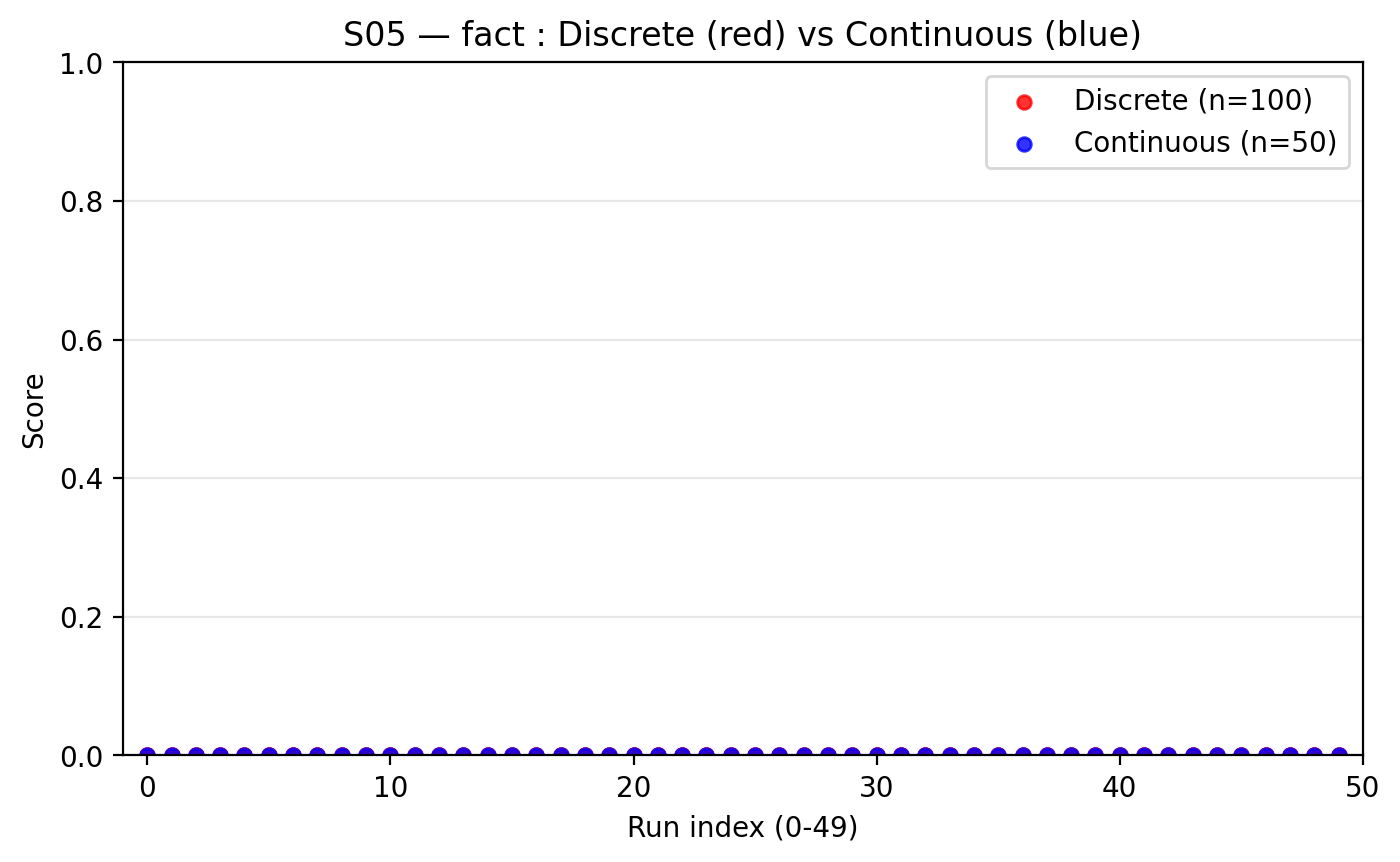 S05 — fact : Discrete (red) vs Continuous (blue)
Discrete (n=100)
Continuous (n=50)
1.0
0.8
0.6
0.4
0.2
0.0
Score
0 10 20 30 40 50
Run index (0-49)